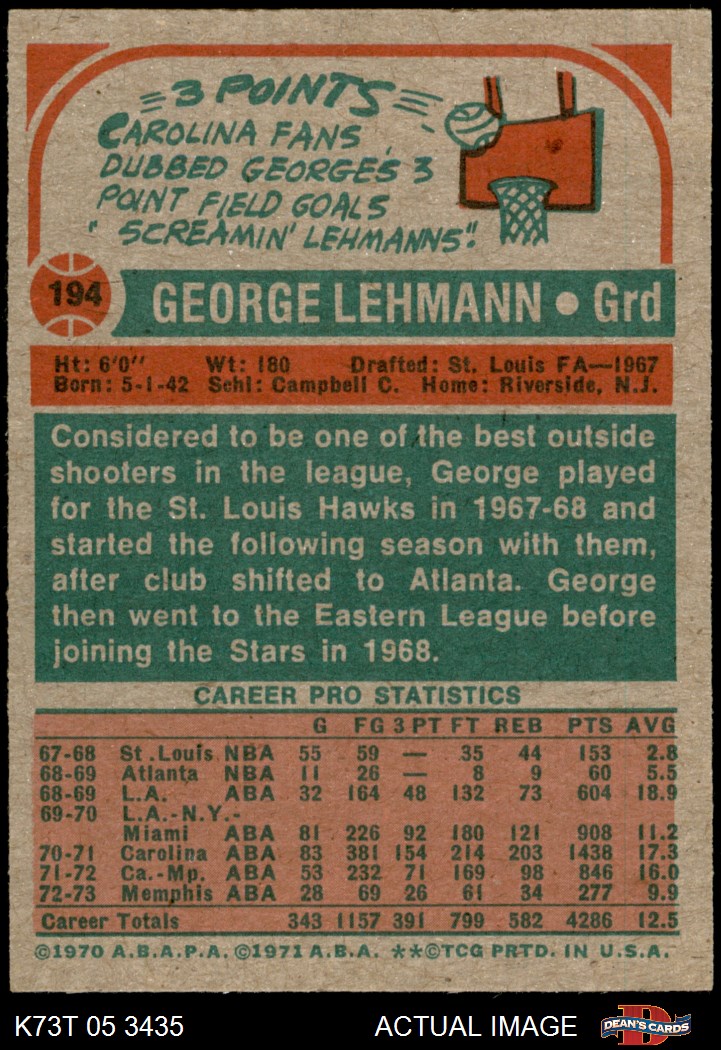 3 POINTS
CAROLINA FANS
DUBBED GEORGE'S 3
POINT FIELD GOALS
"SCREAMIN' LEHMANNS"!
194 GEORGE LEHMANN • Grd
Ht: 6'0" Wt: 180 Drafted: St. Louis FA—1967
Born: 5-1-42 Schl: Campbell C. Home: Riverside, N.J.
Considered to be one of the best outside
shooters in the league, George played
for the St. Louis Hawks in 1967-68 and
started the following season with them,
after club shifted to Atlanta. George
then went to the Eastern League before
joining the Stars in 1968.
CAREER PRO STATISTICS
G FG 3 PT FT REB PTS AVG
67-68 St. Louis NBA 55 59 — 35 44 153 2.8
68-69 Atlanta NBA 11 26 — 8 9 60 5.5
68-69 L.A. ABA 32 164 48 132 73 604 18.9
69-70 L.A.-N.Y.-
Miami ABA 81 226 92 180 121 908 11.2
70-71 Carolina ABA 83 381 154 214 203 1438 17.3
71-72 Ca.-Mp. ABA 53 232 71 169 98 846 16.0
72-73 Memphis ABA 28 69 26 61 34 277 9.9
Career Totals 343 1157 391 799 582 4286 12.5
©1970 A.B.A.P.A. ©1971 A.B.A. **©TCG PRTD. IN U.S.A.
K73T 05 3435 ACTUAL IMAGE D DEAN'S CARDS